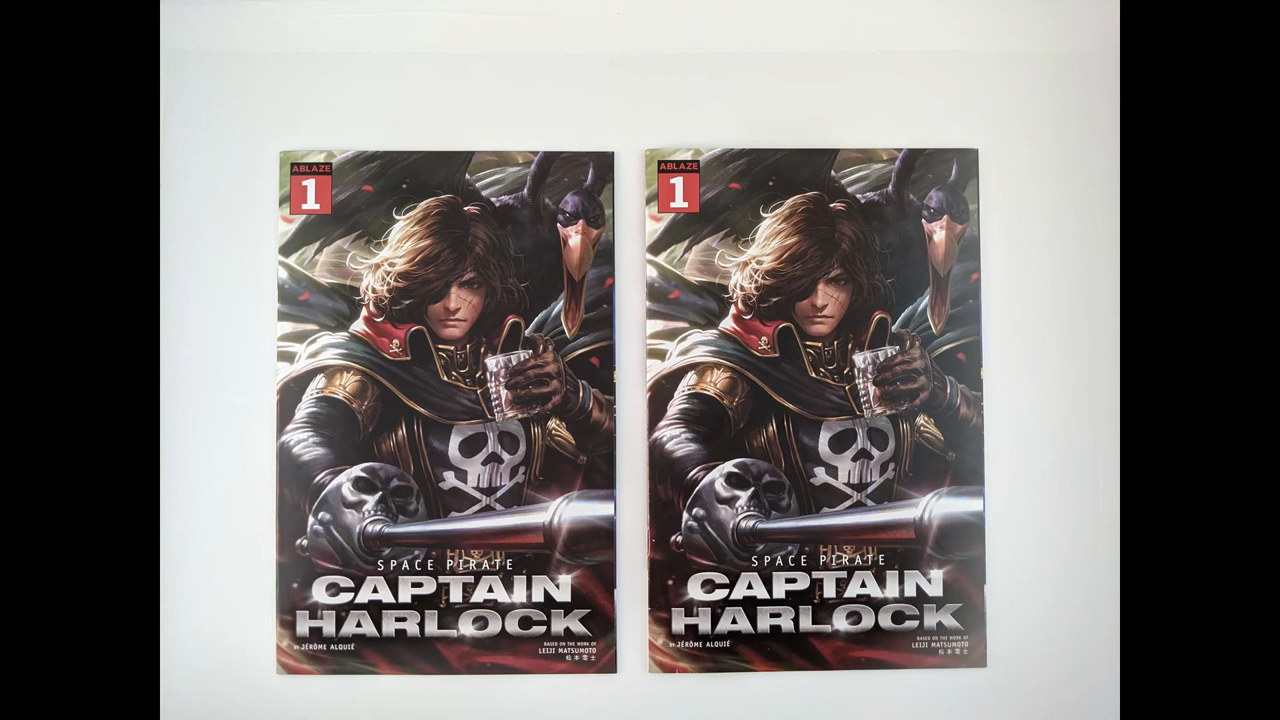 ABLAZE
1
SPACE PIRATE
CAPTAIN
HARLOCK
BY JÉRÔME ALQUIÉ
BASED ON THE WORK OF
LEIJI MATSUMOTO
松本零士
ABLAZE
1
SPACE PIRATE
CAPTAIN
HARLOCK
BY JÉRÔME ALQUIÉ
BASED ON THE WORK OF
LEIJI MATSUMOTO
松本零士